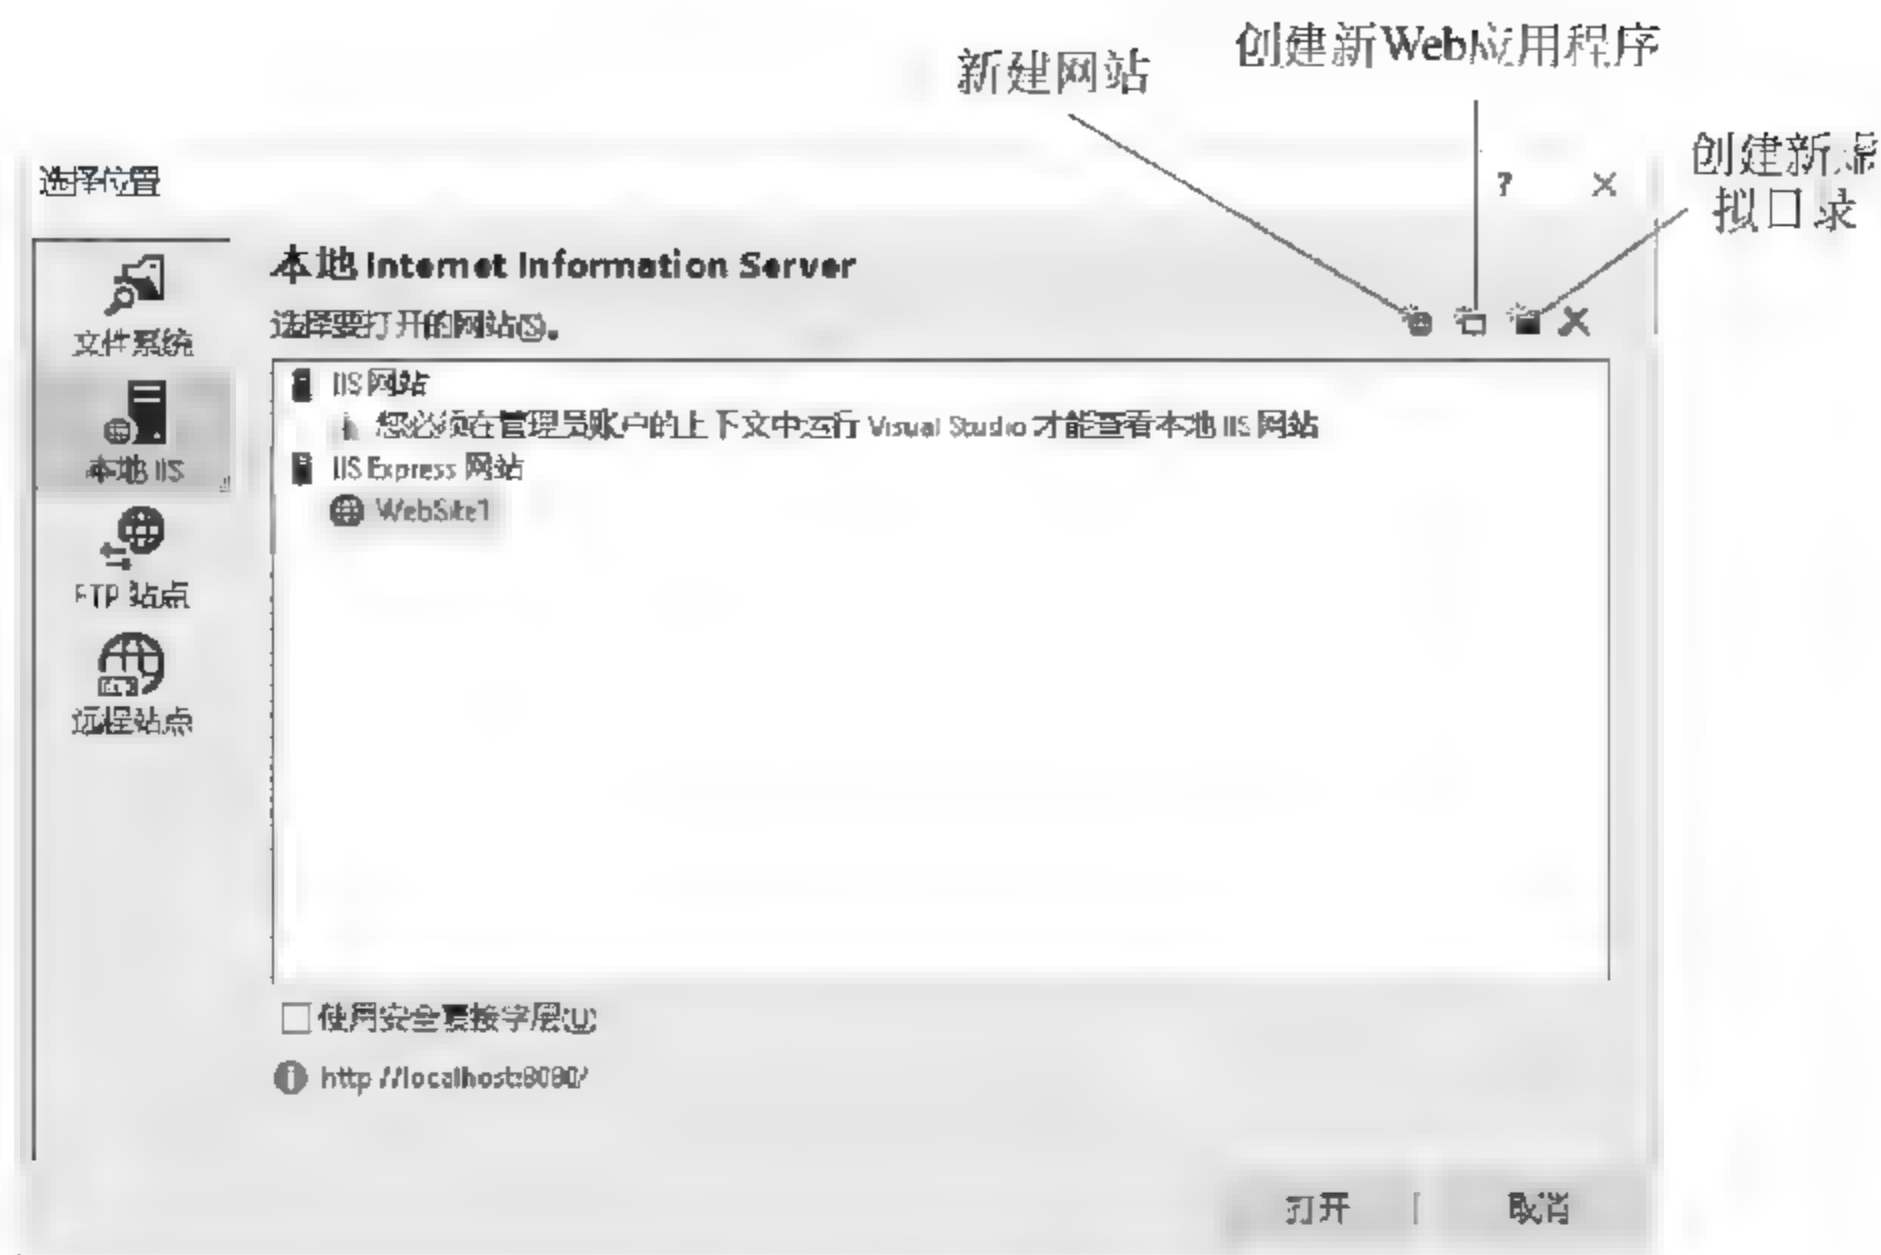 新建网站
创建新Web应用程序
创建新虚
拟目录
选择位置
?
本地 Internet Information Server
选择要打开的网站(S)。
文件系统
本地 IIS
FTP 站点
远程站点
IIS 网站
您必须在管理员账户的上下文中运行 Visual Studio 才能查看本地 IIS 网站
IIS Express 网站
WebSite1
使用安全套接字层(U)
http://localhost:8080/
打开
取消